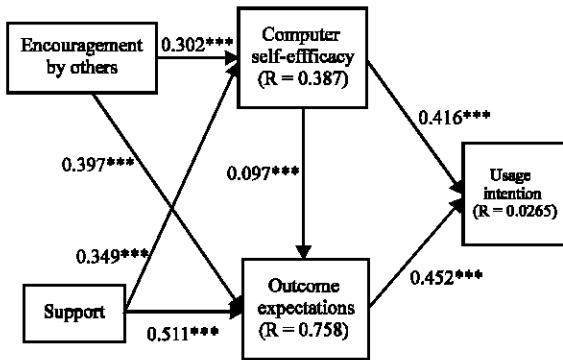 Computer
self-effficacy
(R = 0.387)
Encouragement
by others
0.302***
0.416***
0.397***
0.097***
Usage
intention
(R = 0.0265)
0.349***
0.452***
Support
0.511***
Outcome
expectations
(R = 0.758)